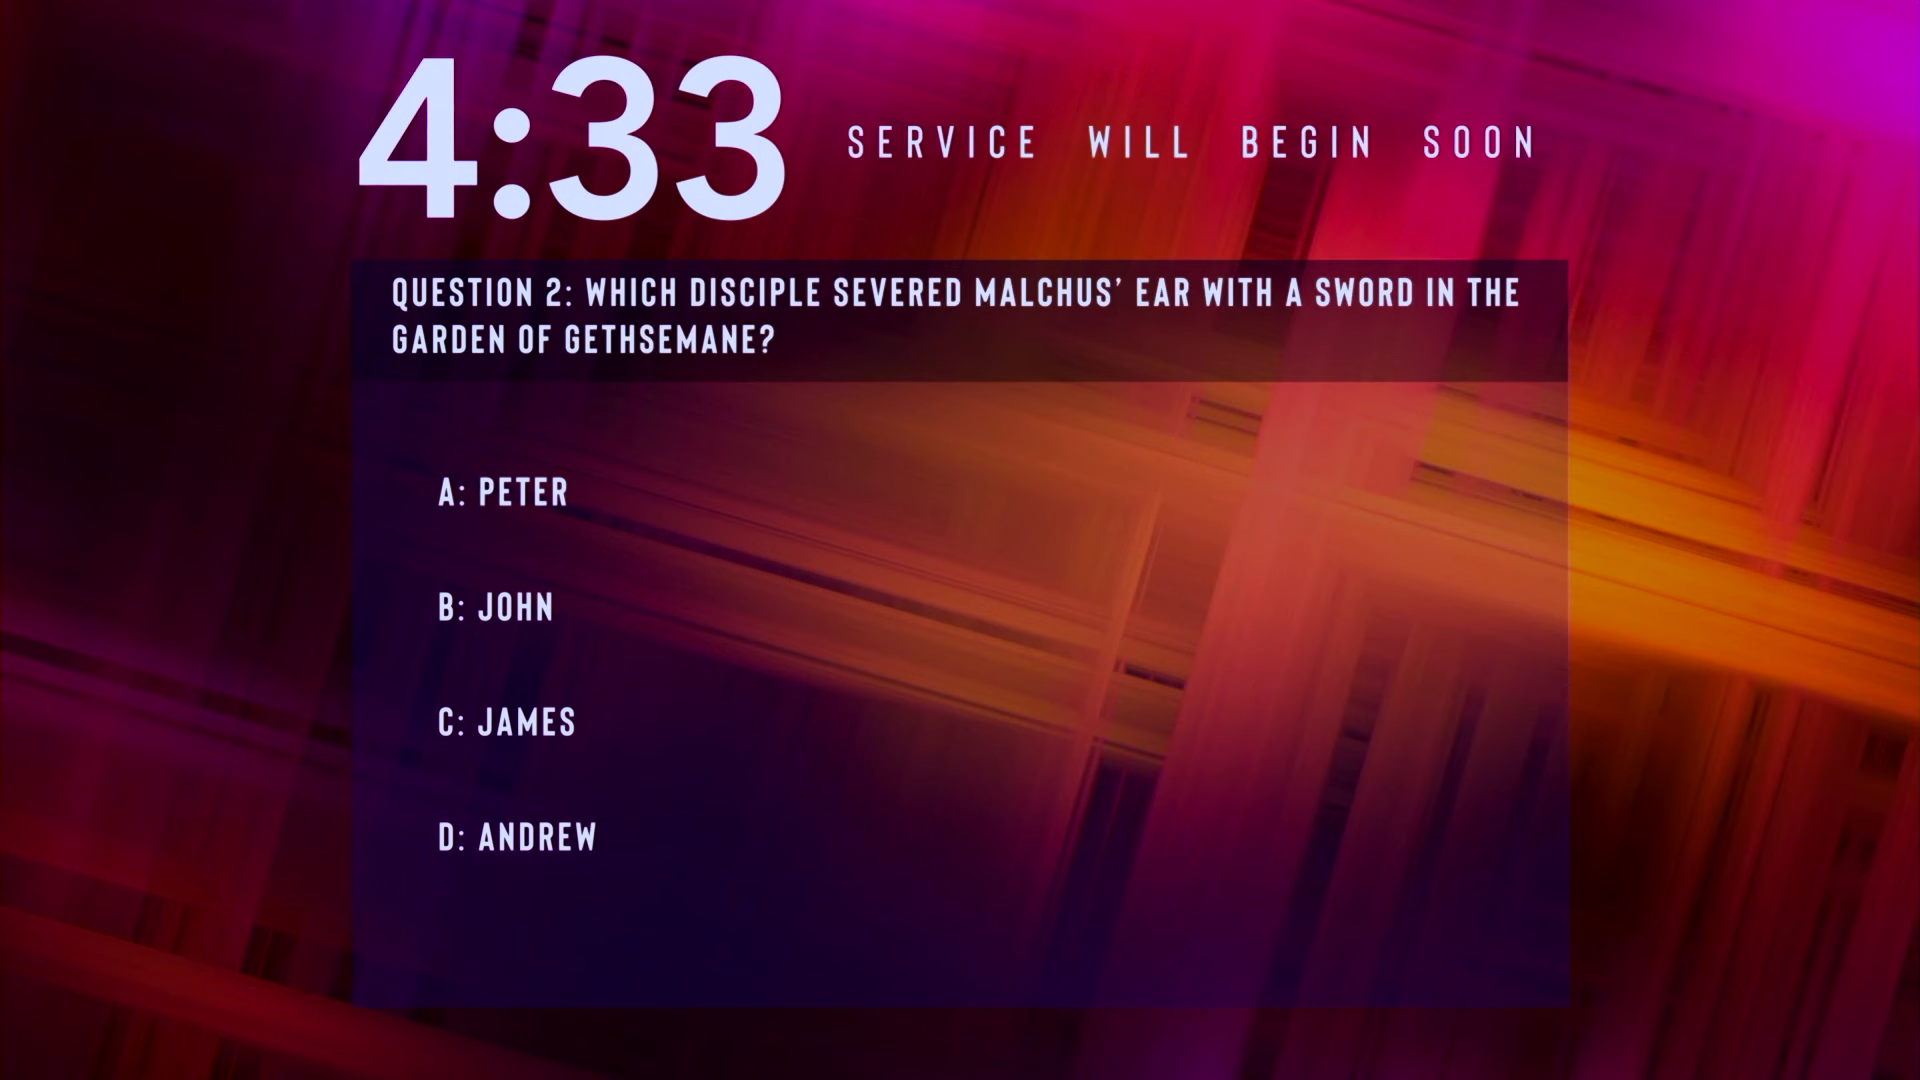 4:33 SERVICE WILL BEGIN SOON
QUESTION 2: WHICH DISCIPLE SEVERED MALCHUS’ EAR WITH A SWORD IN THE
GARDEN OF GETHSEMANE?
A: PETER
B: JOHN
C: JAMES
D: ANDREW